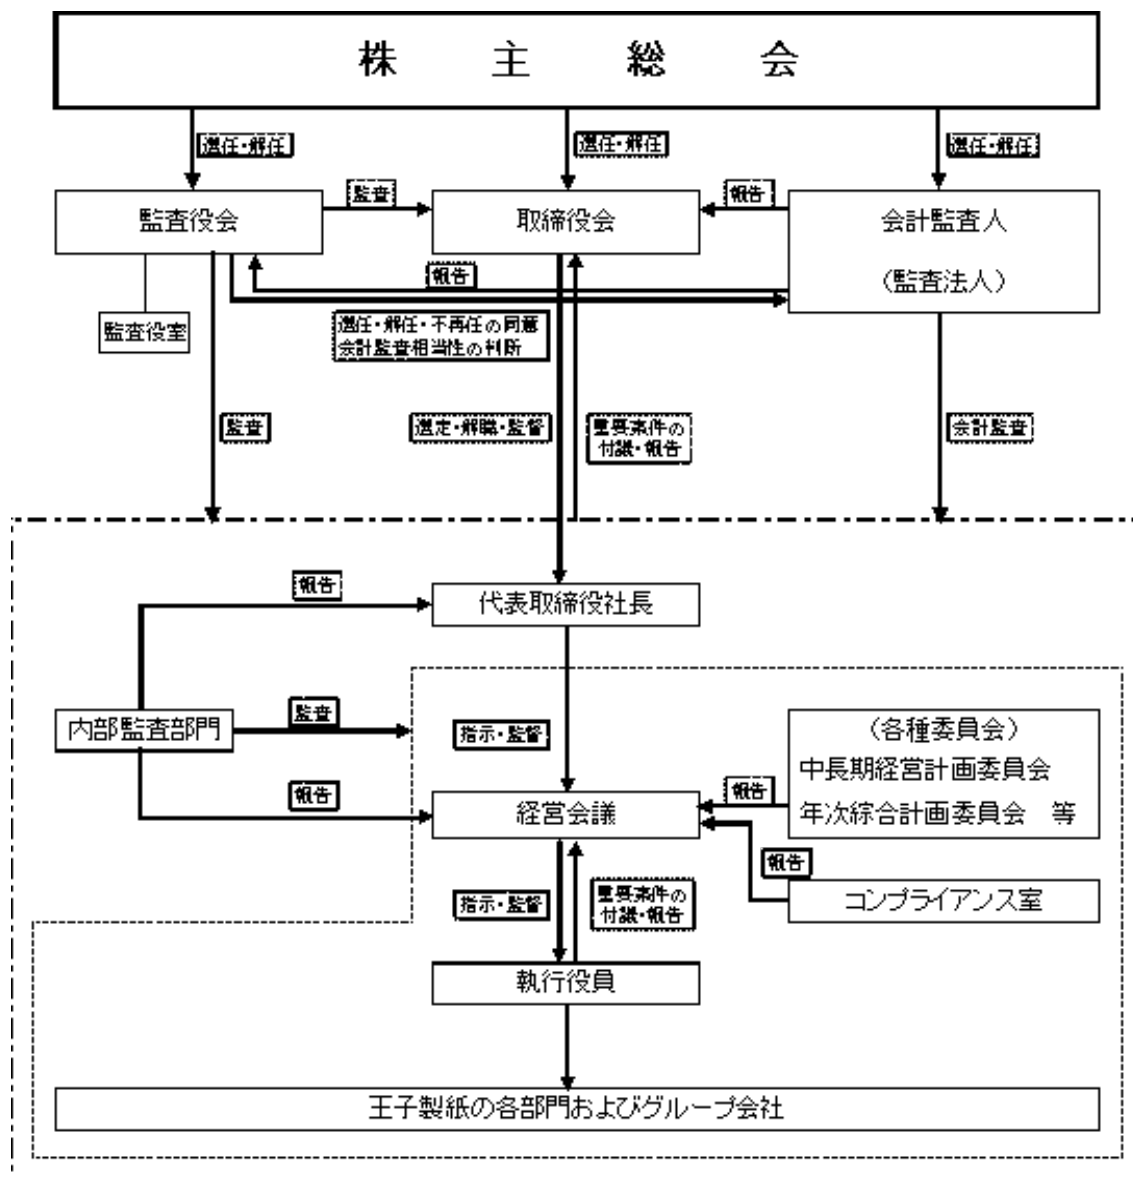 株主総会
選任・解任
選任・解任
選任・解任
監査役会
監査
取締役会
報告
会計監査人
（監査法人）
報告
監査役室
選任・解任・不再任の同意
会計監査相当性の判断
監査
選定・解職・監督
重要案件の
付議・報告
会計監査
報告
代表取締役社長
内部監査部門
監査
指示・監督
（各種委員会）
中長期経営計画委員会
年次綜合計画委員会　等
報告
経営会議
報告
報告
コンプライアンス室
指示・監督
重要案件の
付議・報告
執行役員
王子製紙の各部門およびグループ会社